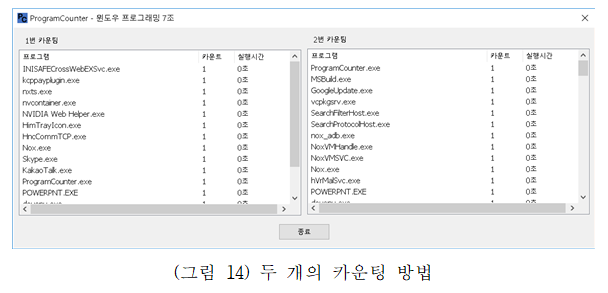 ProgramCounter - 윈도우 프로그래밍 7조
1번 카운팅
프로그램 카운트 실행시간
INISAFECrossWebEXSvc.exe 1 0초
kcppayplugin.exe 1 0초
nxts.exe 1 0초
nvcontainer.exe 1 0초
NVIDIA Web Helper.exe 1 0초
HimTrayIcon.exe 1 0초
HncCommTCP.exe 1 0초
Nox.exe 1 0초
Skype.exe 1 0초
KakaoTalk.exe 1 0초
ProgramCounter.exe 1 0초
POWERPNT.EXE 1 0초
2번 카운팅
프로그램 카운트 실행시간
ProgramCounter.exe 1 0초
MSBuild.exe 1 0초
GoogleUpdate.exe 1 0초
vcpkgsrv.exe 1 0초
SearchFilterHost.exe 1 0초
SearchProtocolHost.exe 1 0초
nox_adb.exe 1 0초
NoxVMHandle.exe 1 0초
NoxVMSVC.exe 1 0초
Nox.exe 1 0초
hVrMalSvc.exe 1 0초
POWERPNT.EXE 1 0초
종료
(그림 14) 두 개의 카운팅 방법